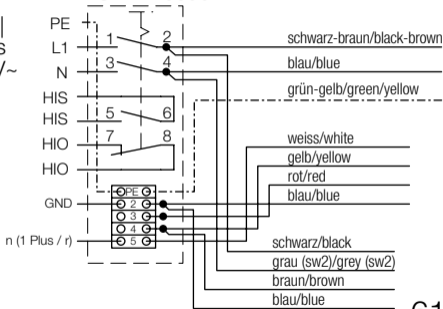 PE
L1 1 2 schwarz-braun/black-brown
N 3 4 blau/blue
grün-gelb/green/yellow
HIS
HIS 5 6
HIO 7 8
HIO
weiss/white
gelb/yellow
rot/red
blau/blue
PE
GND 2
3
4
n (1 Plus / r) 5
schwarz/black
grau (sw2)/grey (sw2)
braun/brown
blau/blue